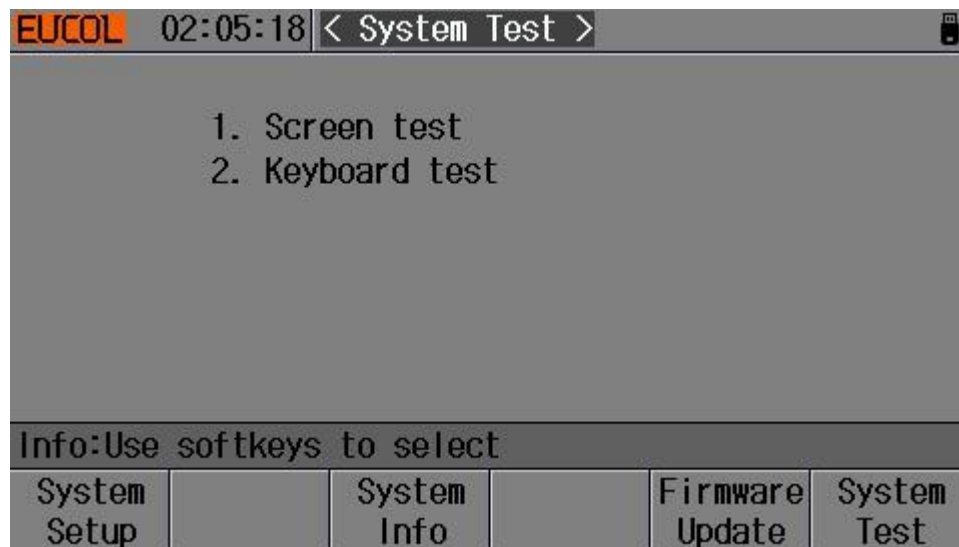 EUCOL 02:05:18 < System Test >
1. Screen test
2. Keyboard test
Info:Use softkeys to select
System Setup
System Info
Firmware Update
System Test